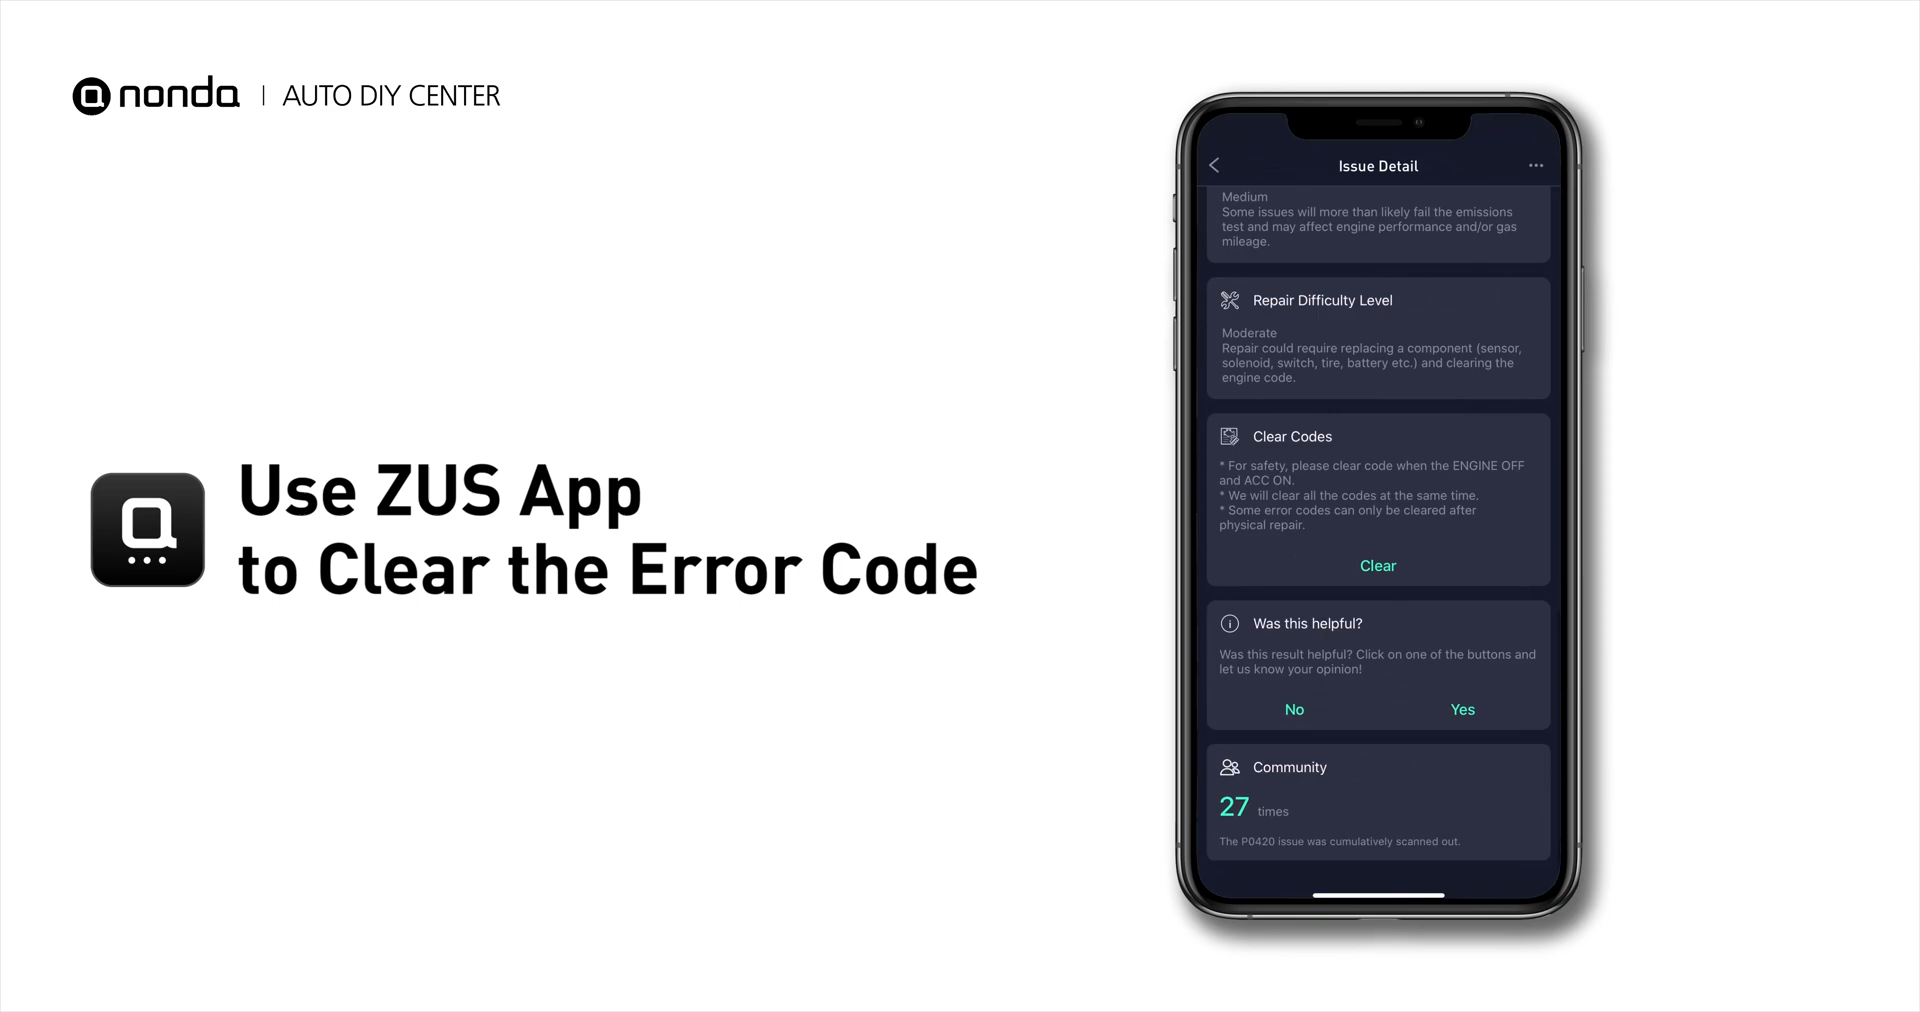 nonda | AUTO DIY CENTER
Use ZUS App
to Clear the Error Code
Issue Detail
Medium
Some issues will more than likely fail the emissions
test and may affect engine performance and/or gas
mileage.
Repair Difficulty Level
Moderate
Repair could require replacing a component (sensor,
solenoid, switch, tire, battery etc.) and clearing the
engine code.
Clear Codes
* For safety, please clear code when the ENGINE OFF
and ACC ON.
* We will clear all the codes at the same time.
* Some error codes can only be cleared after
physical repair.
Clear
Was this helpful?
Was this result helpful? Click on one of the buttons and
let us know your opinion!
No Yes
Community
27 times
The P0420 issue was cumulatively scanned out.